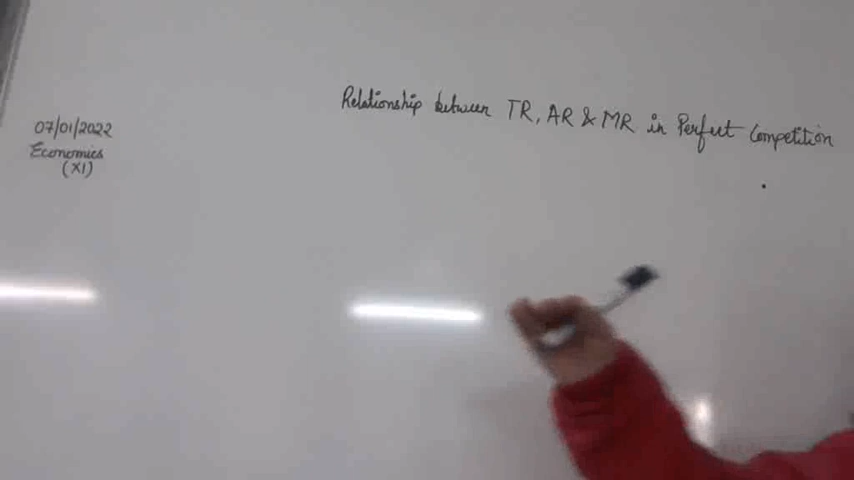 Relationship between TR, AR & MR in Perfect Competition
07/01/2022
Economics
(XI)